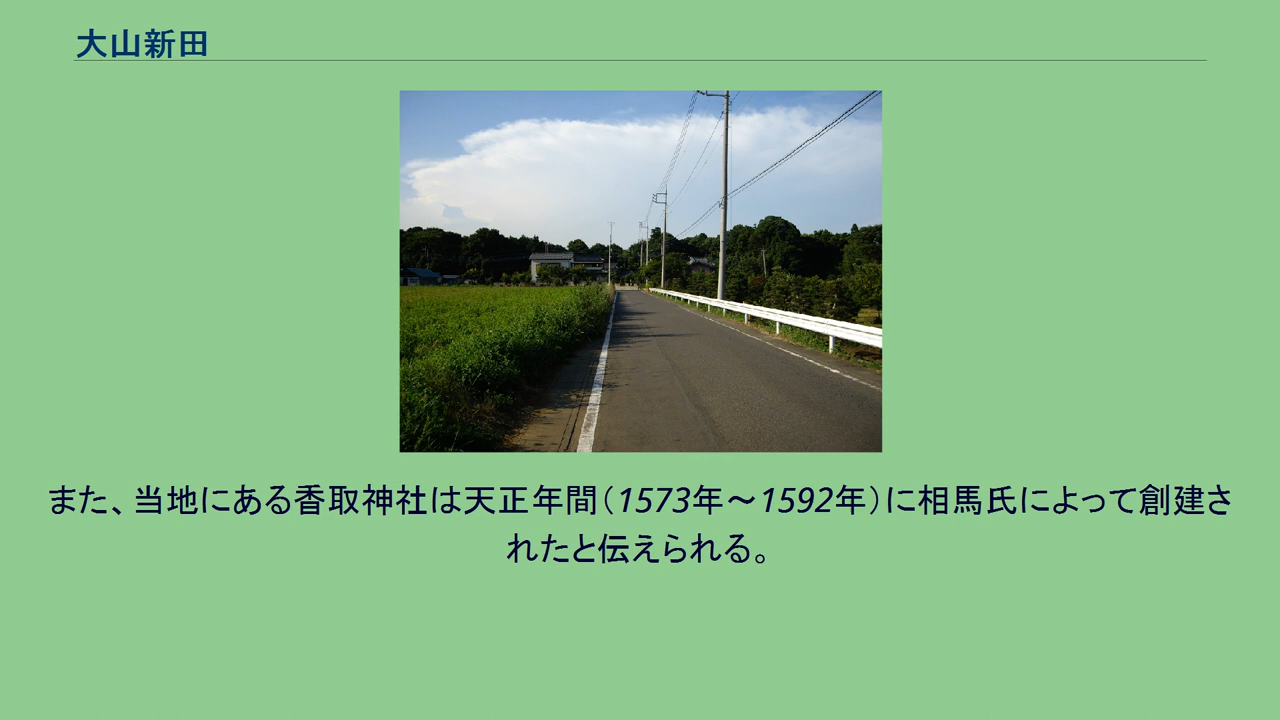 大山新田
また、当地にある香取神社は天正年間（1573年～1592年）に相馬氏によって創建さ
れたと伝えられる。